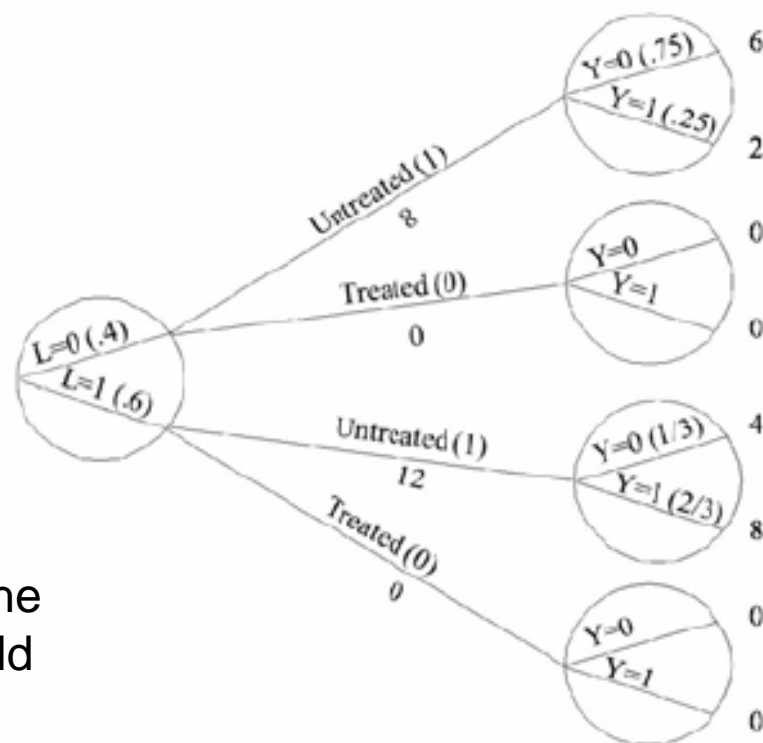 Y=0 (.75)
6
Y=1 (.25)
2
Untreated (1)
8
Y=0
0
Treated (0)
Y=1
0
0
L=0 (.4)
L=1 (.6)
Untreated (1)
12
Y=0 (1/3)
4
Y=1 (2/3)
8
Treated (0)
0
Y=0
0
Y=1
0